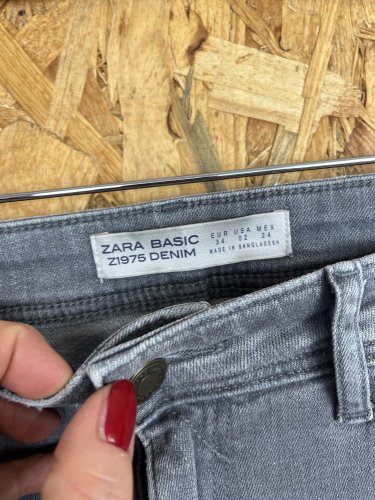 ZARA BASIC
Z1975 DENIM
EUR USA MEX
34 02 24
MADE IN BANGLADESH